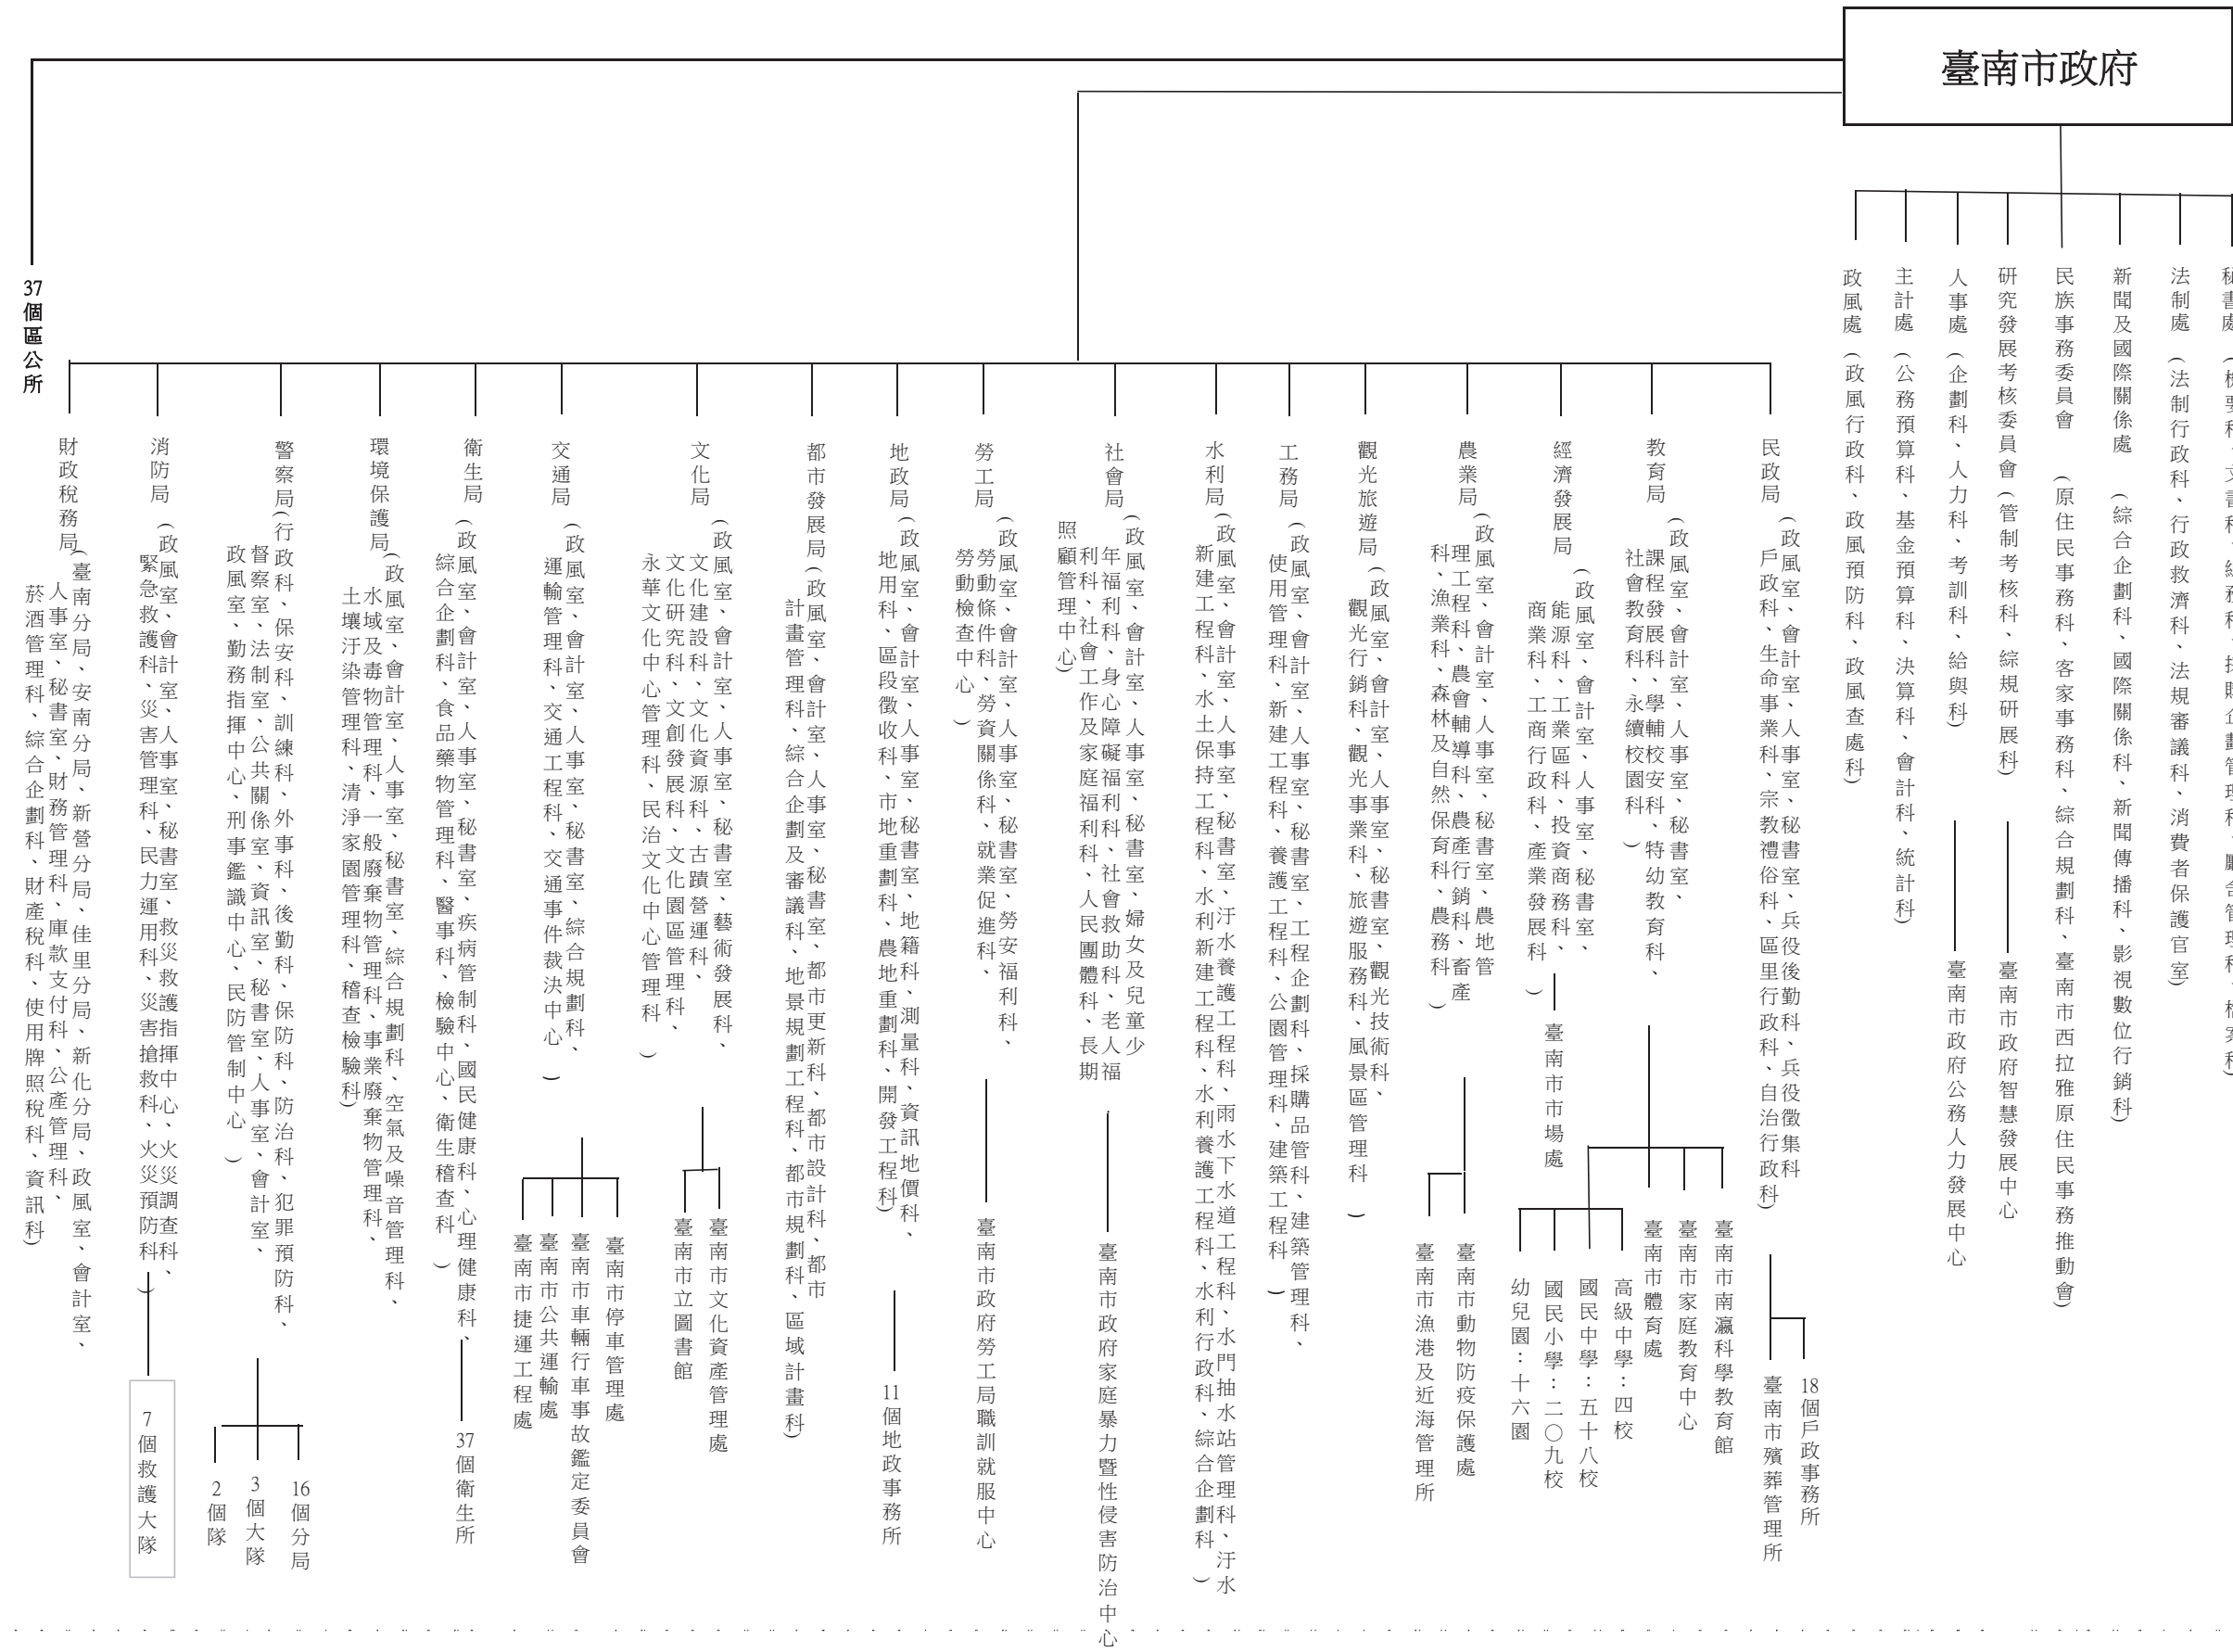 臺南市政府
秘書處
法制處（法制行政科、行政救濟科、法規審議科、消費者保護官室）
新聞及國際關係處（綜合企劃科、國際關係科、新聞傳播科、影視數位行銷科）
民族事務委員會（原住民事務科、客家事務科、綜合規劃科、臺南市西拉雅原住民事務推動會）
研究發展考核委員會（管制考核科、綜規研展科）
臺南市政府智慧發展中心
人事處（企劃科、人力科、考訓科、給與科）
臺南市政府公務人力發展中心
主計處（公務預算科、基金預算科、決算科、會計科、統計科）
政風處（政風行政科、政風預防科、政風查處科）
民政局（政風室、會計室、人事室、秘書室、兵役後勤科、兵役徵集科
戶政科、生命事業科、宗教禮俗科、區里行政科、自治行政科）
18個戶政事務所
臺南市殯葬管理所
教育局（政風室、會計室、人事室、秘書室、
課程發展科、學輔校安科、特幼教育科、
社會教育科、永續校園科）
臺南市南瀛科學教育館
臺南市家庭教育中心
臺南市體育處
高級中學：四校
國民中學：五十八校
國民小學：二〇九校
幼兒園：十六園
經濟發展局（政風室、會計室、人事室、秘書室、
能源科、工業區科、投資商務科、
商業科、工商行政科、產業發展科）
臺南市市場處
農業局（政風室、會計室、人事室、秘書室、農地管
理工程科、農會輔導科、農產行銷科、畜產
科、漁業科、森林及自然保育科、農務科）
臺南市動物防疫保護處
臺南市漁港及近海管理所
觀光旅遊局（政風室、會計室、人事室、秘書室、觀光技術科、
觀光行銷科、觀光事業科、旅遊服務科、風景區管理科）
工務局（政風室、會計室、人事室、秘書室、工程企劃科、採購品管科、建築管理科、
使用管理科、新建工程科、養護工程科、公園管理科、建築工程科）
水利局（政風室、會計室、人事室、秘書室、汙水養護工程科、雨水下水道工程科、水門抽水站管理科、汙水
新建工程科、水土保持工程科、水利新建工程科、水利養護工程科、水利行政科、綜合企劃科）
社會局（政風室、會計室、人事室、秘書室、婦女及兒童少
年福利科、身心障礙福利科、社會救助科、老人福
利科、社會工作及家庭福利科、人民團體科、長期
照顧管理中心）
臺南市政府家庭暴力暨性侵害防治中心
勞工局（政風室、會計室、人事室、秘書室、勞安福利科、
勞動條件科、勞資關係科、就業促進科、
勞動檢查中心）
臺南市政府勞工局職訓就服中心
地政局（政風室、會計室、人事室、秘書室、地籍科、測量科、資訊地價科、
地用科、區段徵收科、市地重劃科、農地重劃科、開發工程科）
11個地政事務所
都市發展局（政風室、會計室、人事室、秘書室、都市更新科、都市設計科、都市
計畫管理科、綜合企劃及審議科、地景規劃工程科、都市規劃科、區域計畫科）
文化局（政風室、會計室、人事室、秘書室、藝術發展科、
文化建設科、文化資源科、古蹟營運科、
文化研究科、文創發展科、文化園區管理科、
永華文化中心管理科、民治文化中心管理科）
臺南市文化資產管理處
臺南市立圖書館
交通局（政風室、會計室、人事室、秘書室、綜合規劃科、
運輸管理科、交通工程科、交通事件裁決中心）
臺南市停車管理處
臺南市車輛行車事故鑑定委員會
臺南市公共運輸處
臺南市捷運工程處
衛生局（政風室、會計室、人事室、秘書室、疾病管制科、國民健康科、心理健康科、
綜合企劃科、食品藥物管理科、醫事科、檢驗中心、衛生稽查科）
37個衛生所
環境保護局（政風室、會計室、人事室、秘書室、綜合規劃科、空氣及噪音管理科、
水域及毒物管理科、一般廢棄物管理科、事業廢棄物管理科、
土壤汙染管理科、清淨家園管理科、稽查檢驗科）
警察局（行政科、保安科、訓練科、外事科、後勤科、保防科、防治科、犯罪預防科、
督察室、法制室、公共關係室、資訊室、秘書室、人事室、會計室、
政風室、勤務指揮中心、刑事鑑識中心、民防管制中心）
16個分局
3個大隊
2個隊
消防局（政風室、會計室、人事室、秘書室、救災救護指揮中心、火災調查科、
緊急救護科、災害管理科、民力運用科、災害搶救科、火災預防科）
7個救護大隊
財政稅務局（臺南分局、安南分局、新營分局、佳里分局、新化分局、政風室、會計室、
人事室、秘書室、財務管理科、庫款支付科、公產管理科、
菸酒管理科、綜合企劃科、財產稅科、使用牌照稅科、資訊科）
37個區公所